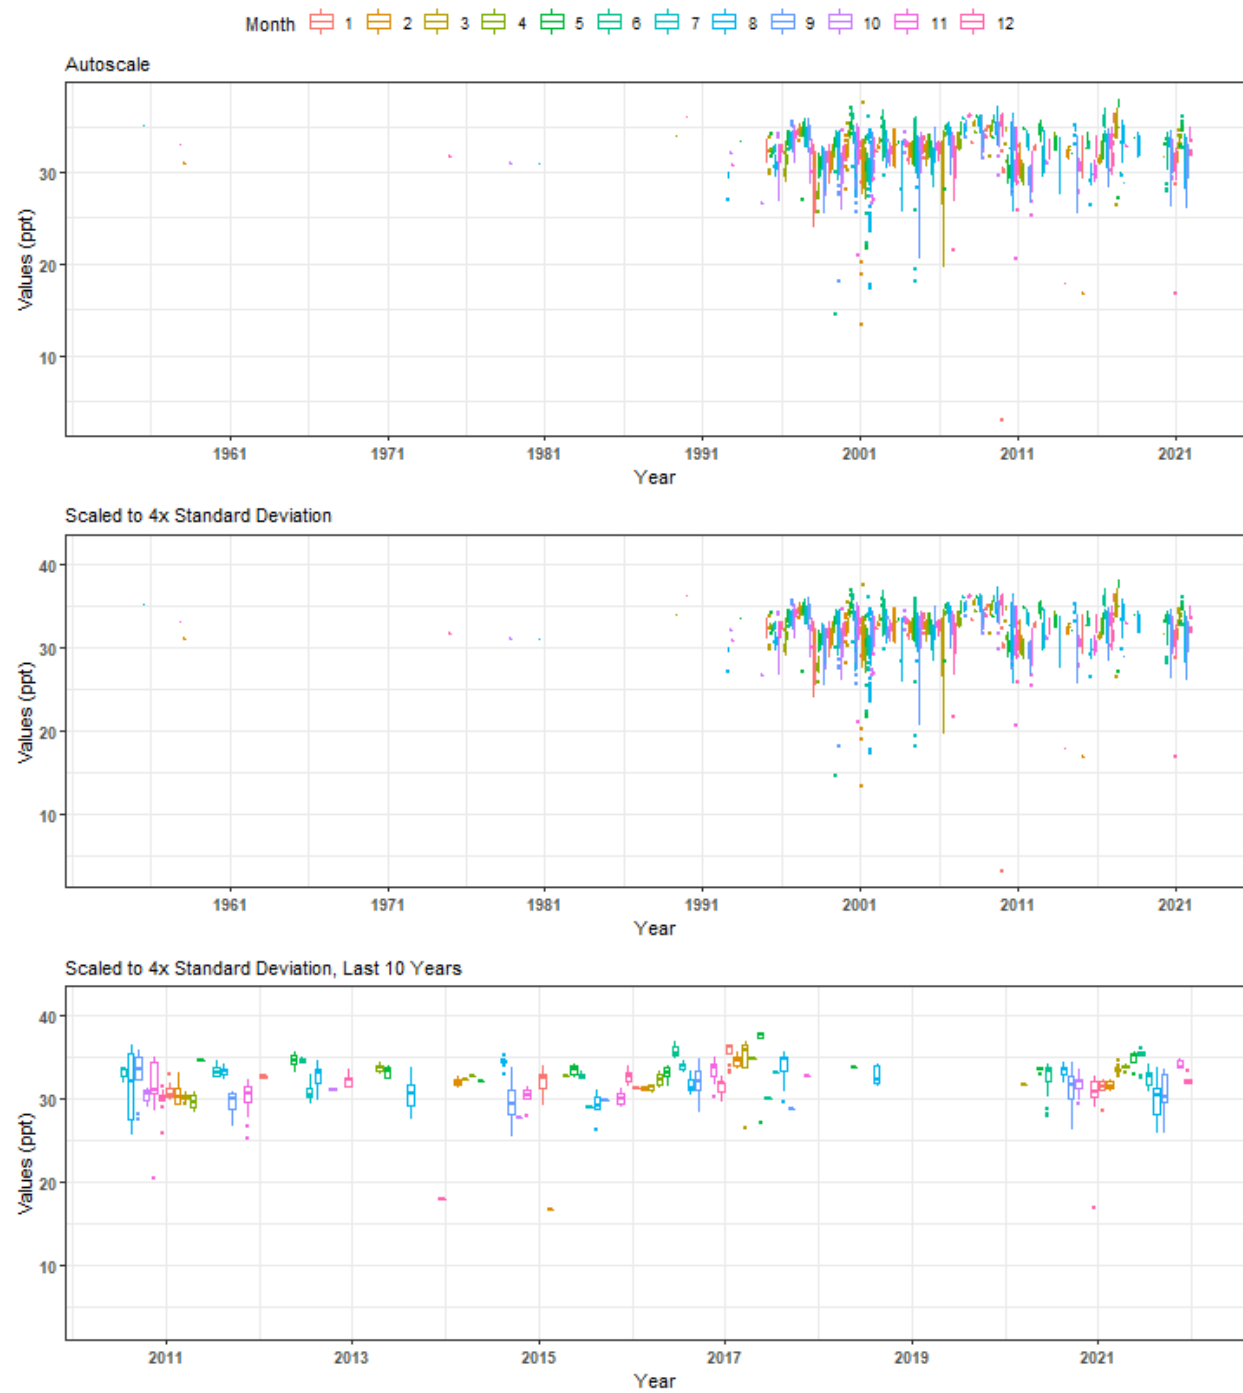 Month 1 2 3 4 5 6 7 8 9 10 11 12
Autoscale
30
20
10
Values (ppt)
1961 1971 1981 1991 2001 2011 2021
Year
Scaled to 4x Standard Deviation
40
30
20
10
Values (ppt)
1961 1971 1981 1991 2001 2011 2021
Year
Scaled to 4x Standard Deviation, Last 10 Years
40
30
20
10
Values (ppt)
2011 2013 2015 2017 2019 2021
Year